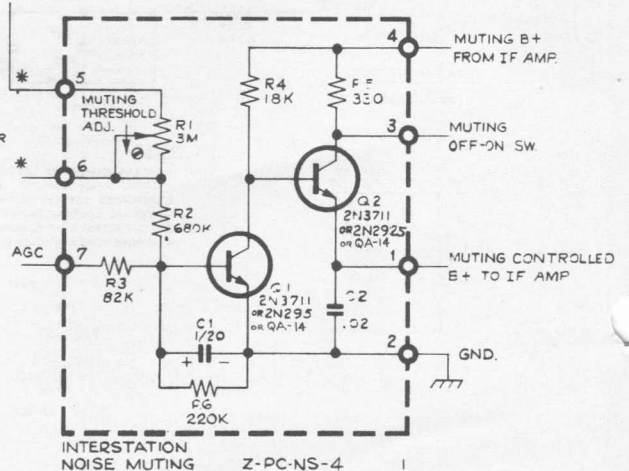 4
MUTING B+
FROM IF AMP.
*
5
MUTING
THRESHOLD
ADJ.
R1
3M
R4
18K
330
3
MUTING
OFF-ON SW.
R
*
6
R2
680K
Q2
2N3711
OR 2N2925
OR QA-14
AGC
7
R3
82K
Q1
2N3711
OR 2N295
OR QA-14
1
MUTING CONTROLLED
B+ TO IF AMP
C2
.02
C1
1/20
+
-
2
GND.
220K
INTERSTATION
NOISE MUTING
Z-PC-NS-4
1